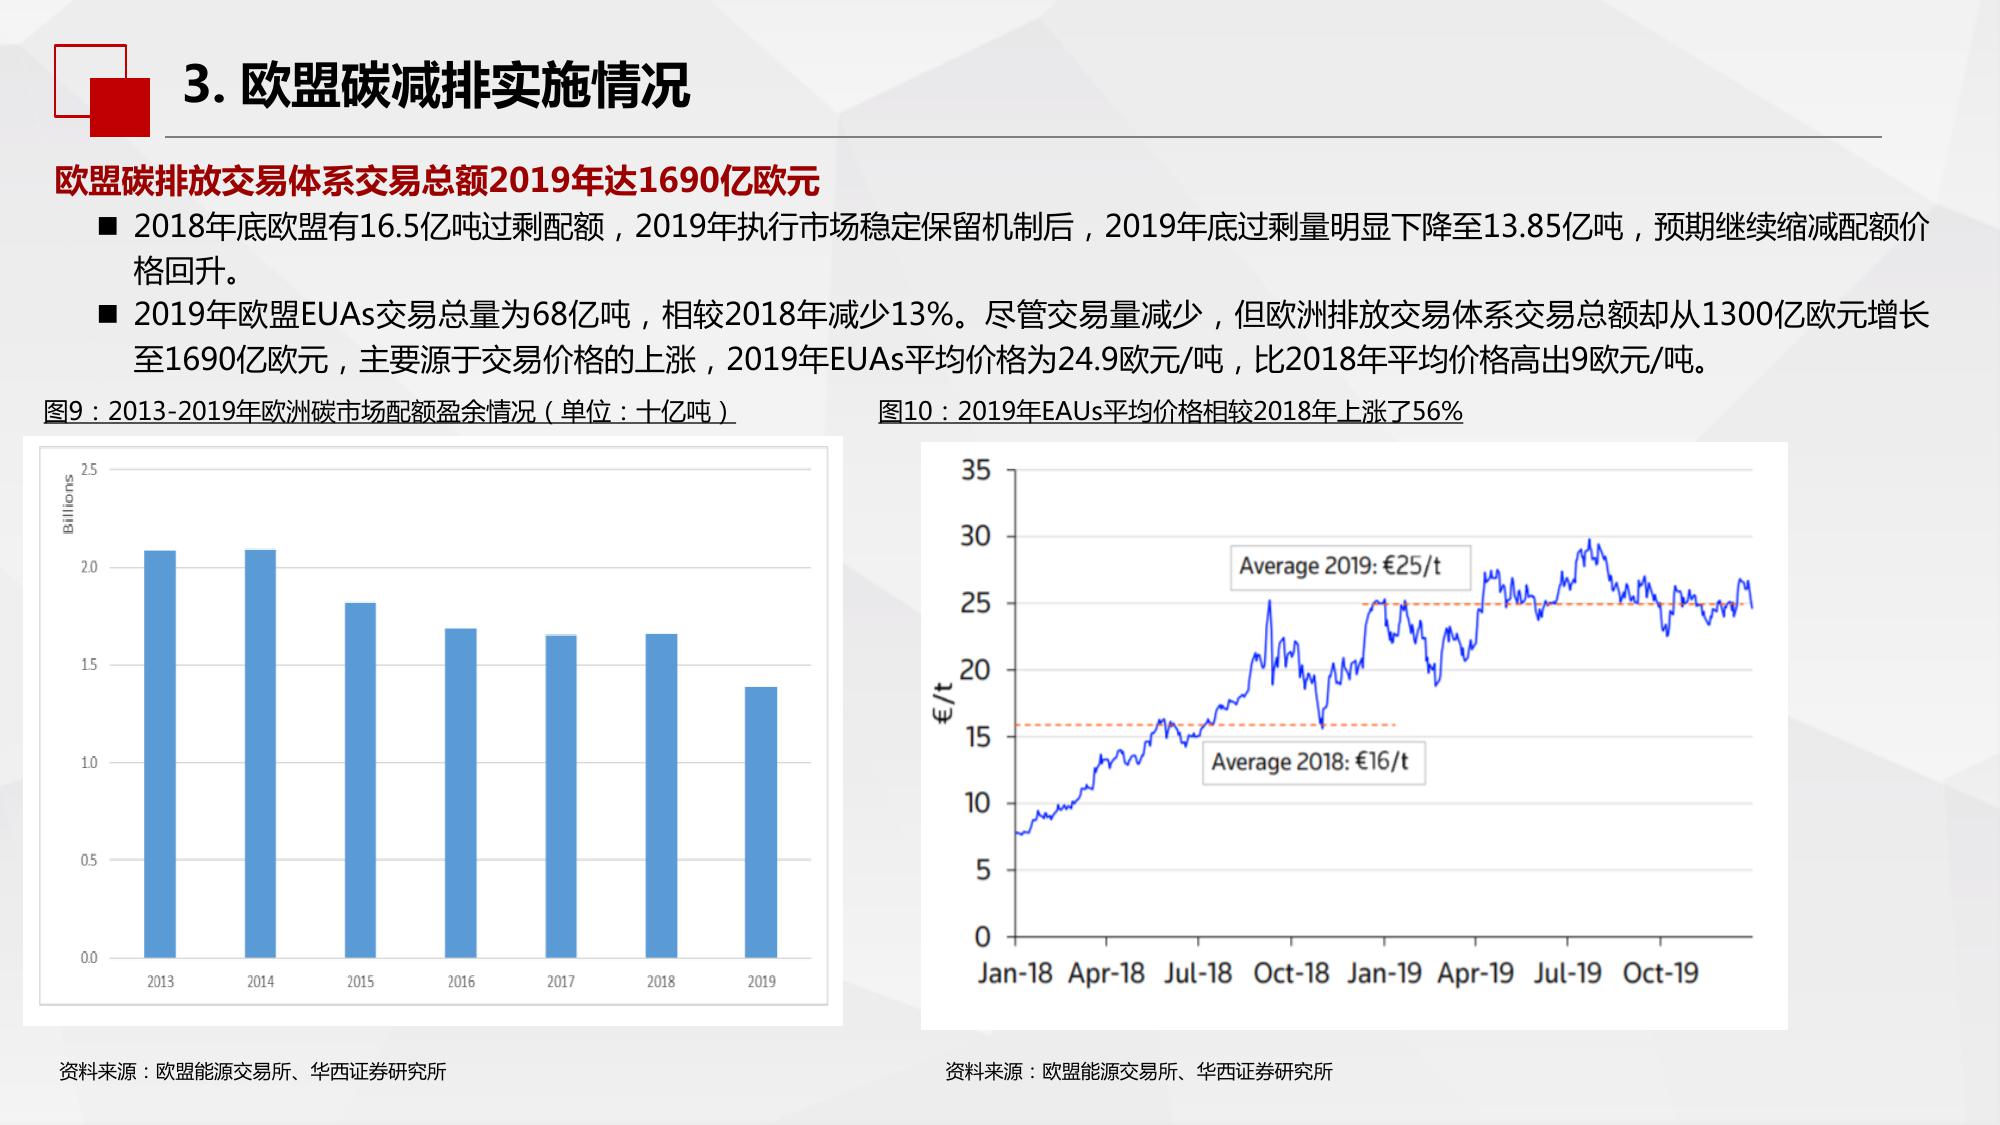 3. 欧盟碳减排实施情况
欧盟碳排放交易体系交易总额2019年达1690亿欧元
■ 2018年底欧盟有16.5亿吨过剩配额，2019年执行市场稳定保留机制后，2019年底过剩量明显下降至13.85亿吨，预期继续缩减配额价
格回升。
■ 2019年欧盟EUAs交易总量为68亿吨，相较2018年减少13%。尽管交易量减少，但欧洲排放交易体系交易总额却从1300亿欧元增长
至1690亿欧元，主要源于交易价格的上涨，2019年EUAs平均价格为24.9欧元/吨，比2018年平均价格高出9欧元/吨。
图9：2013-2019年欧洲碳市场配额盈余情况（单位：十亿吨）
Billions
2.5
2.0
1.5
1.0
0.5
0.0
2013 2014 2015 2016 2017 2018 2019
资料来源：欧盟能源交易所、华西证券研究所
图10：2019年EAUs平均价格相较2018年上涨了56%
€/t
35
30
25
20
15
10
5
0
Average 2019: €25/t
Average 2018: €16/t
Jan-18 Apr-18 Jul-18 Oct-18 Jan-19 Apr-19 Jul-19 Oct-19
资料来源：欧盟能源交易所、华西证券研究所